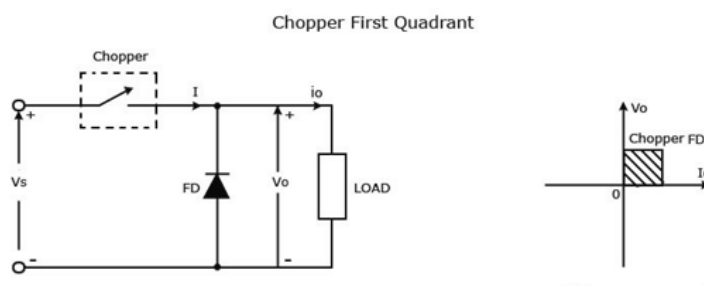 Chopper First Quadrant
Chopper
I
io
+
+
Vs
FD
Vo
LOAD
-
-
Vo
Chopper FD
0